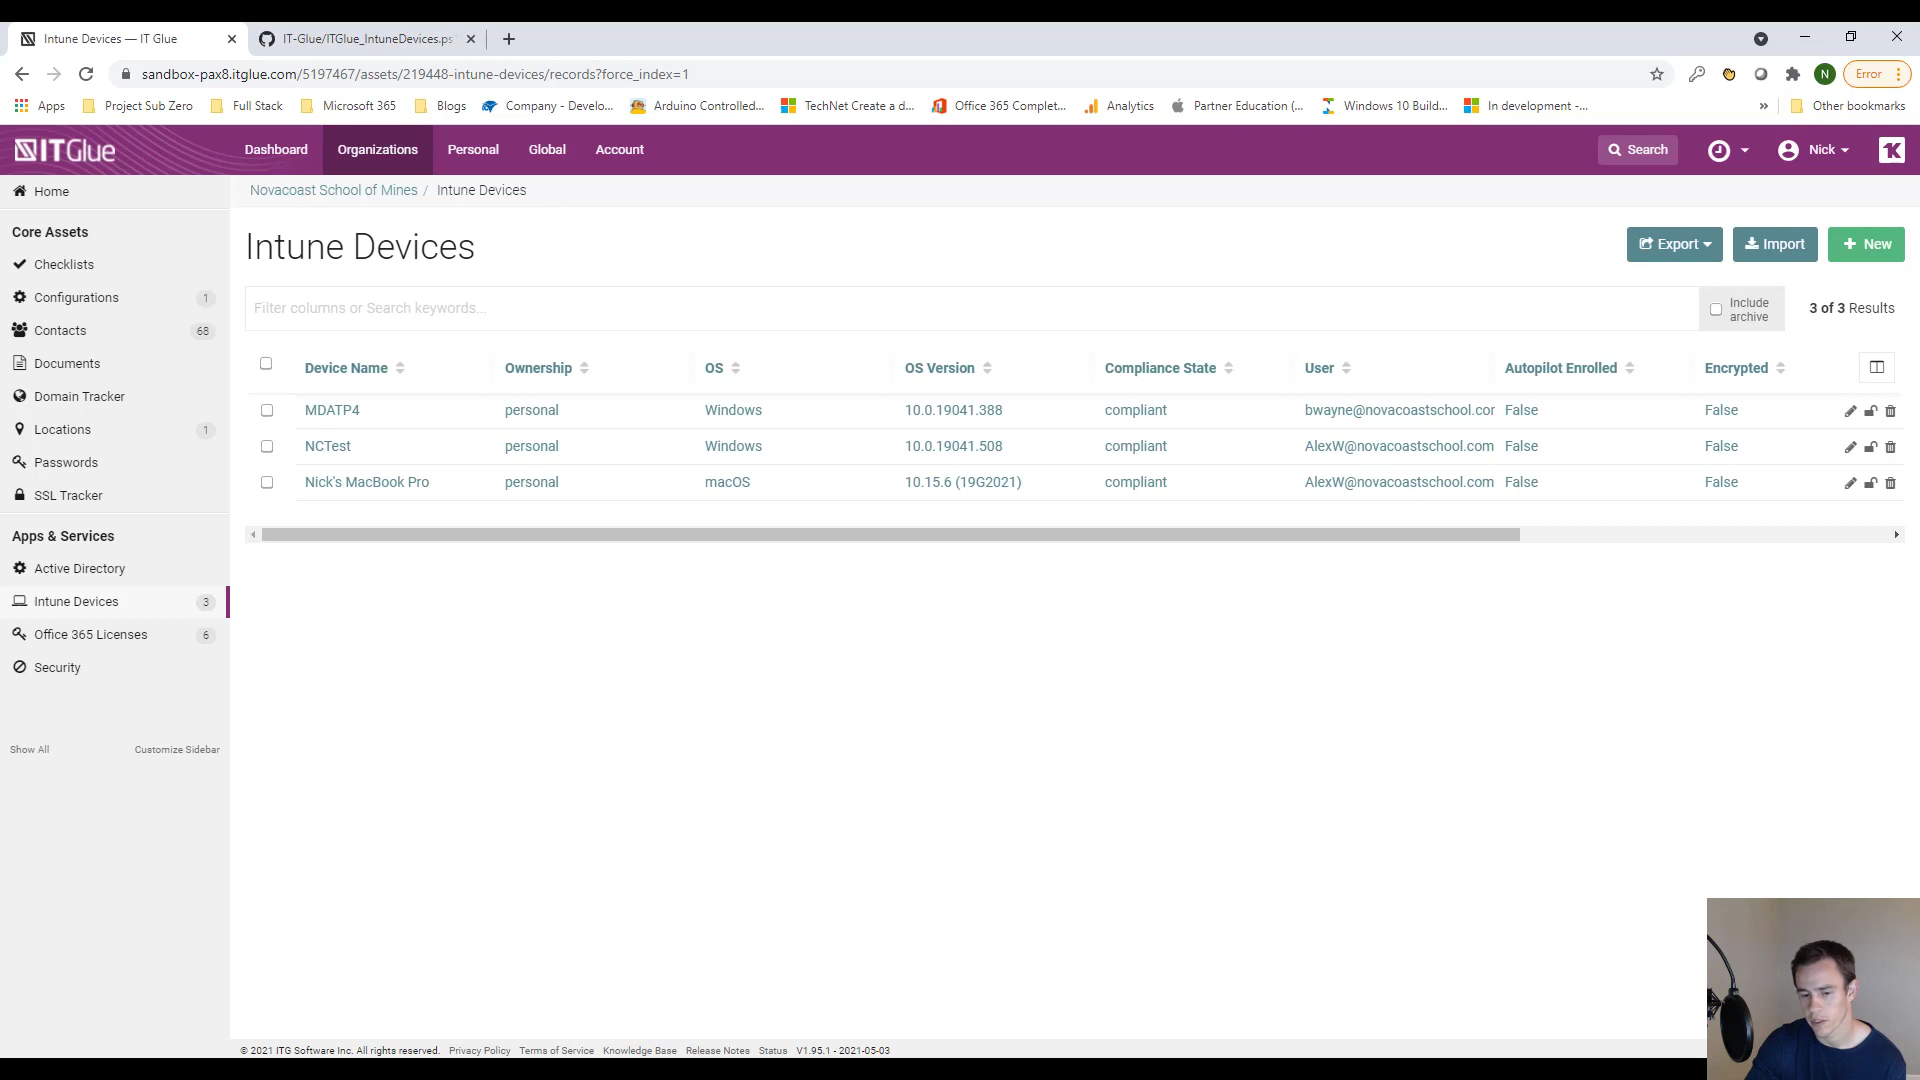 Intune Devices — IT Glue
IT-Glue/ITGlue_IntuneDevices.ps
sandbox-pax8.itglue.com/5197467/assets/219448-intune-devices/records?force_index=1
N
Error
Apps
Project Sub Zero
Full Stack
Microsoft 365
Blogs
Company - Develo...
Arduino Controlled...
TechNet Create a d...
Office 365 Complet...
Analytics
Partner Education (...
Windows 10 Build...
In development -...
»
Other bookmarks
ITGlue
Dashboard
Organizations
Personal
Global
Account
Search
Nick
K
Home
Core Assets
Checklists
Configurations 1
Contacts 68
Documents
Domain Tracker
Locations 1
Passwords
SSL Tracker
Apps & Services
Active Directory
Intune Devices 3
Office 365 Licenses 6
Security
Show All
Customize Sidebar
Novacoast School of Mines / Intune Devices
Intune Devices
Export
Import
New
Filter columns or Search keywords...
Include
archive
3 of 3 Results
Device Name Ownership OS OS Version Compliance State User Autopilot Enrolled Encrypted
MDATP4 personal Windows 10.0.19041.388 compliant bwayne@novacoastschool.cor False False
NCTest personal Windows 10.0.19041.508 compliant AlexW@novacoastschool.com False False
Nick's MacBook Pro personal macOS 10.15.6 (19G2021) compliant AlexW@novacoastschool.com False False
© 2021 ITG Software Inc. All rights reserved. Privacy Policy Terms of Service Knowledge Base Release Notes Status V1.95.1 - 2021-05-03